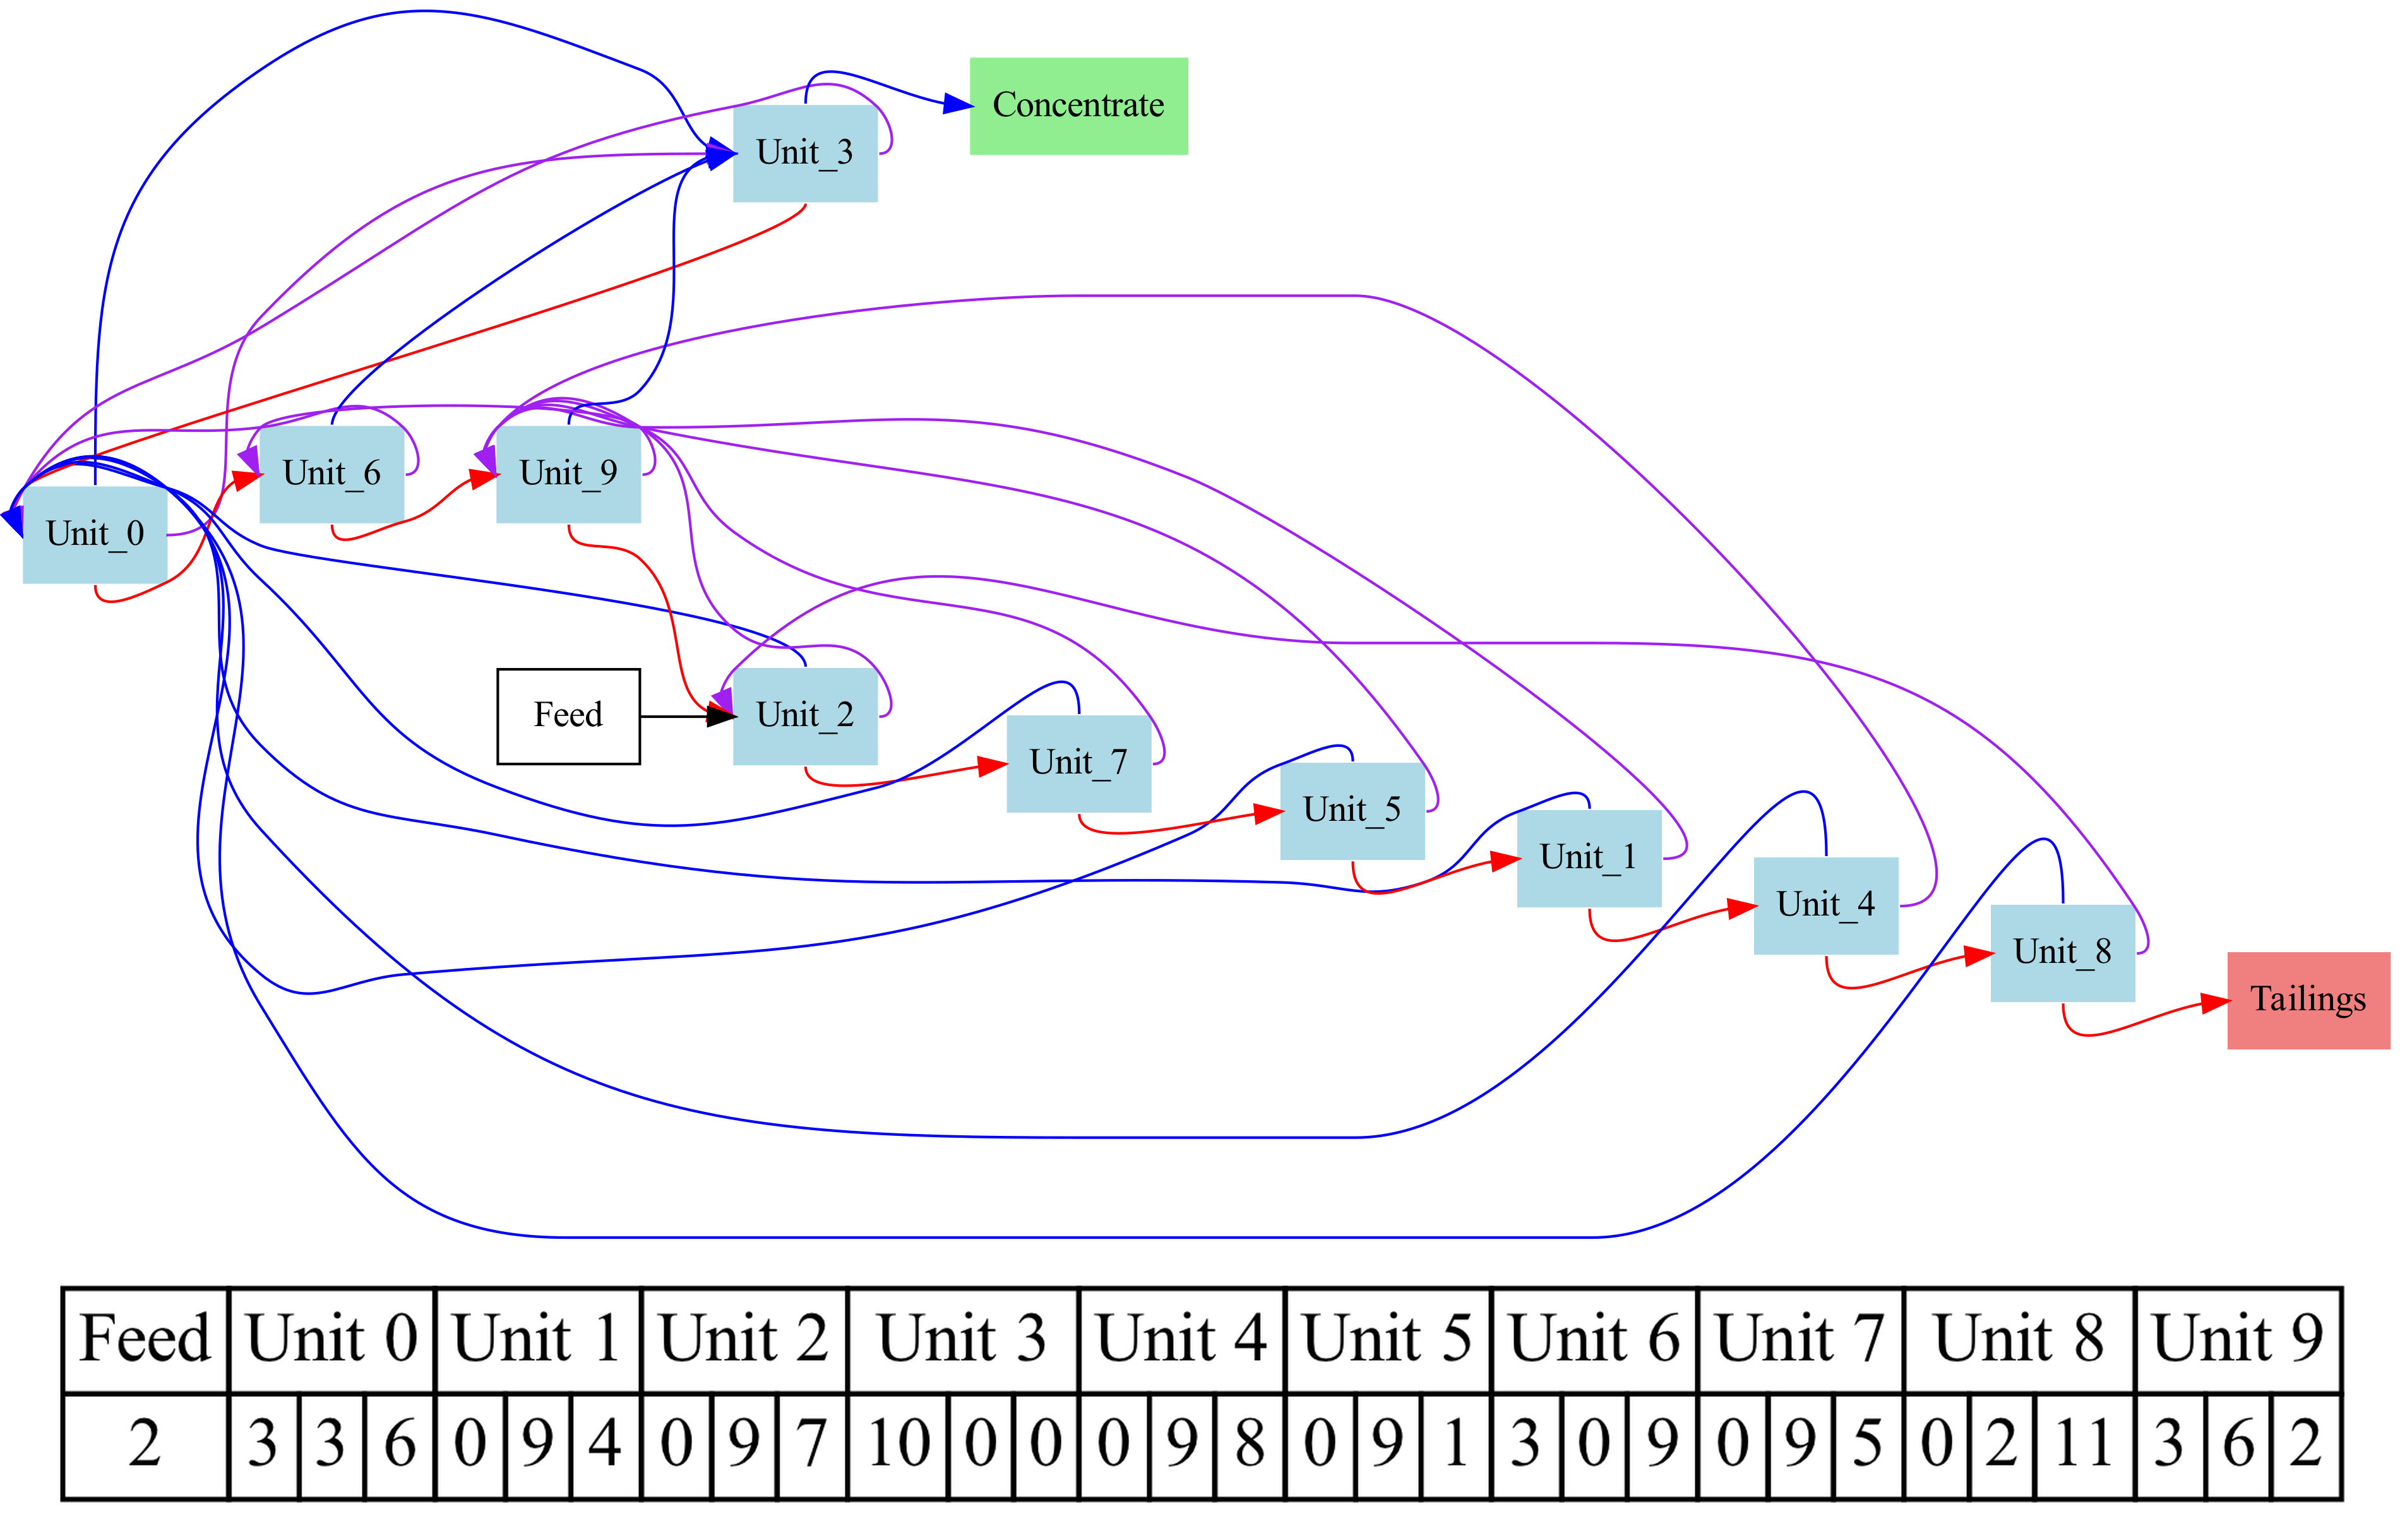 Concentrate
Unit_3
Unit_6
Unit_9
Unit_0
Feed
Unit_2
Unit_7
Unit_5
Unit_1
Unit_4
Unit_8
Tailings
Feed Unit 0 Unit 1 Unit 2 Unit 3 Unit 4 Unit 5 Unit 6 Unit 7 Unit 8 Unit 9
2 3 3 6 0 9 4 0 9 7 10 0 0 0 9 8 0 9 1 3 0 9 0 9 5 0 2 11 3 6 2